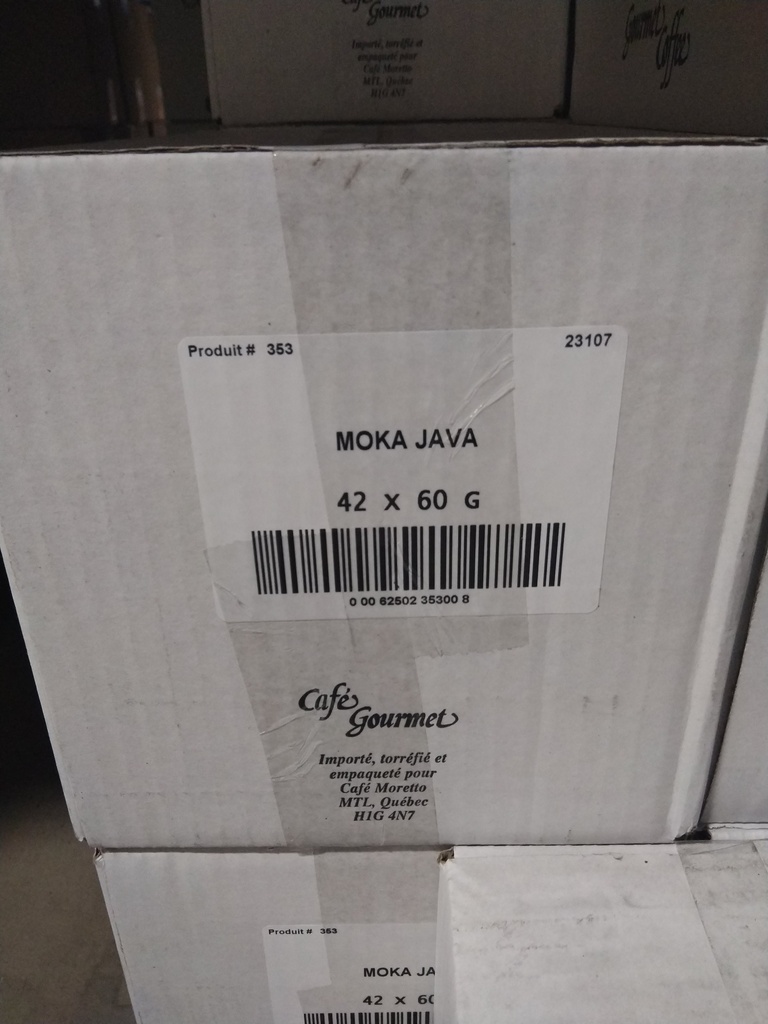 Café
Gourmet
Importé, torréfié et
empaqueté pour
Café Moretto
MTL, Québec
H1G 4N7
Gourmet
Coffee
Produit # 353
23107
MOKA JAVA
42 x 60 G
0 00 62502 35300 8
Café
Gourmet
Importé, torréfié et
empaqueté pour
Café Moretto
MTL, Québec
H1G 4N7
Produit # 353
MOKA JA
42 x 60